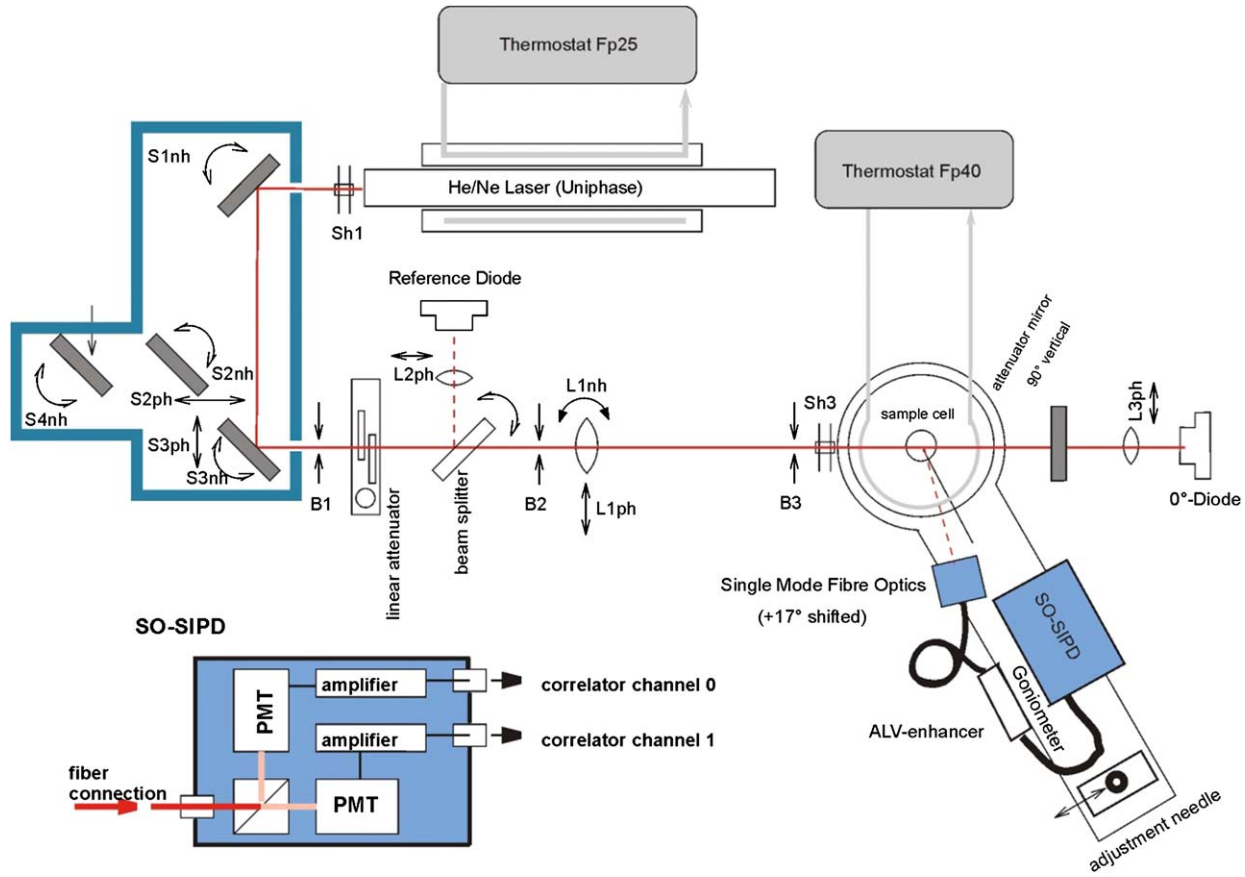 Thermostat Fp25
Thermostat Fp40
S1nh
He/Ne Laser (Uniphase)
Sh1
Reference Diode
attenuator mirror
90° vertical
S2nh
L2ph
L1nh
Sh3
sample cell
L3ph
S4nh
S2ph
S3ph
S3nh
B1
B2
L1ph
B3
0°-Diode
linear attenuator
beam splitter
Single Mode Fibre Optics
(+17° shifted)
SO-SIPD
SO-SIPD
Goniometer
ALV-enhancer
adjustment needle
PMT
amplifier
correlator channel 0
amplifier
correlator channel 1
fiber
connection
PMT